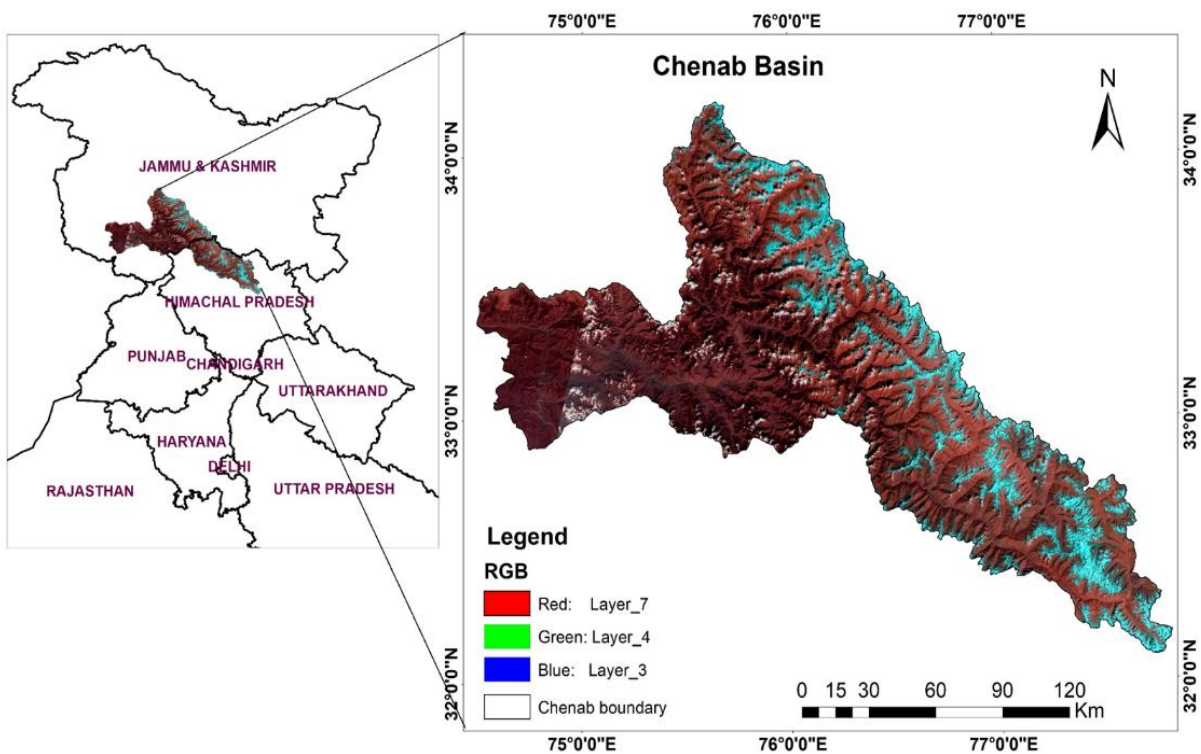 75°0'0"E 76°0'0"E 77°0'0"E
Chenab Basin
N
JAMMU & KASHMIR
HIMACHAL PRADESH
PUNJAB
CHANDIGARH
UTTARAKHAND
HARYANA
DELHI
RAJASTHAN
UTTAR PRADESH
34°0'0"N 34°0'0"N
33°0'0"N 33°0'0"N
32°0'0"N 32°0'0"N
Legend
RGB
Red: Layer_7
Green: Layer_4
Blue: Layer_3
Chenab boundary
0 15 30 60 90 120
Km
75°0'0"E 76°0'0"E 77°0'0"E